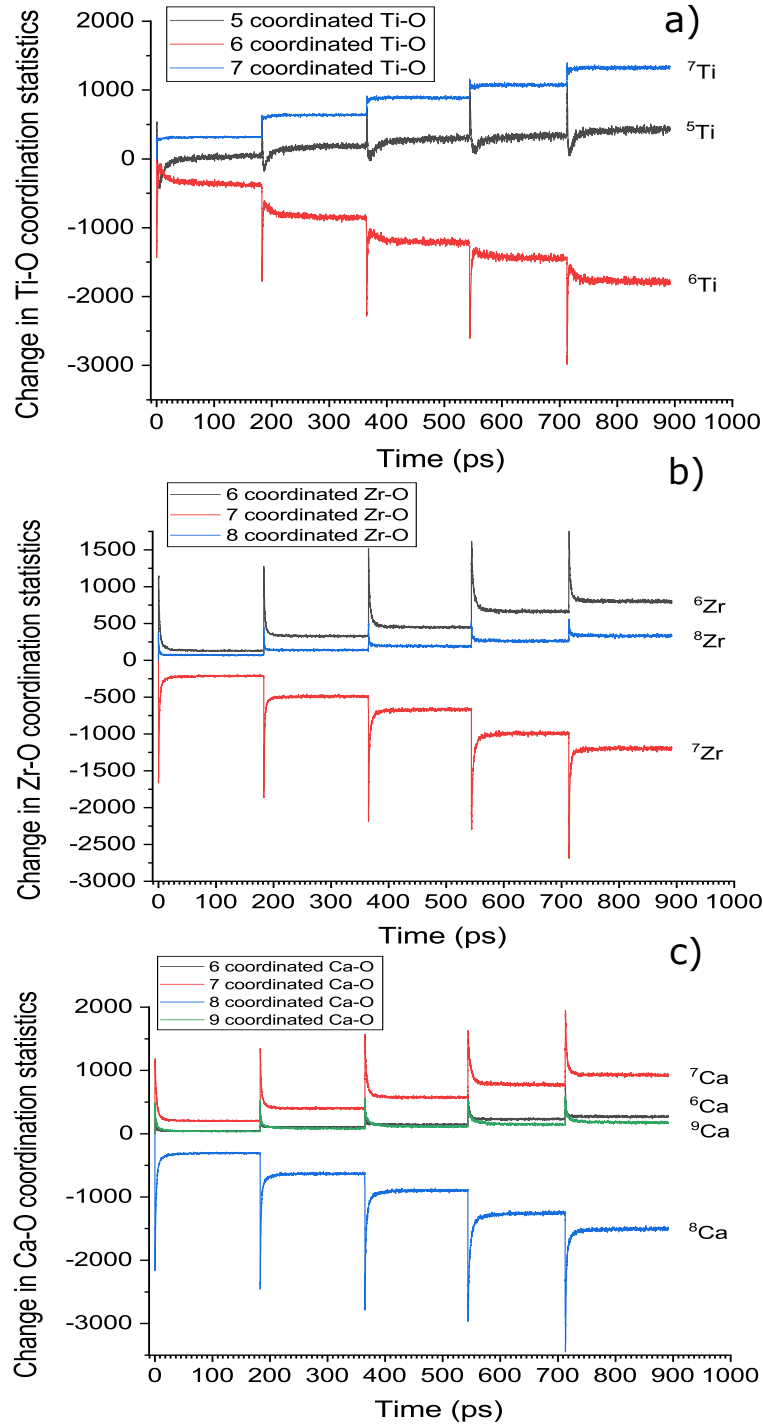 a)
5 coordinated Ti-O
6 coordinated Ti-O
7 coordinated Ti-O
Change in Ti-O coordination statistics
2000
1000
0
-1000
-2000
-3000
⁷Ti
⁵Ti
⁶Ti
0 100 200 300 400 500 600 700 800 900 1000
Time (ps)
b)
6 coordinated Zr-O
7 coordinated Zr-O
8 coordinated Zr-O
Change in Zr-O coordination statistics
1500
1000
500
0
-500
-1000
-1500
-2000
-2500
-3000
⁶Zr
⁸Zr
⁷Zr
0 100 200 300 400 500 600 700 800 900 1000
Time (ps)
c)
6 coordinated Ca-O
7 coordinated Ca-O
8 coordinated Ca-O
9 coordinated Ca-O
Change in Ca-O coordination statistics
2000
1000
0
-1000
-2000
-3000
⁷Ca
⁶Ca
⁹Ca
⁸Ca
0 100 200 300 400 500 600 700 800 900 1000
Time (ps)